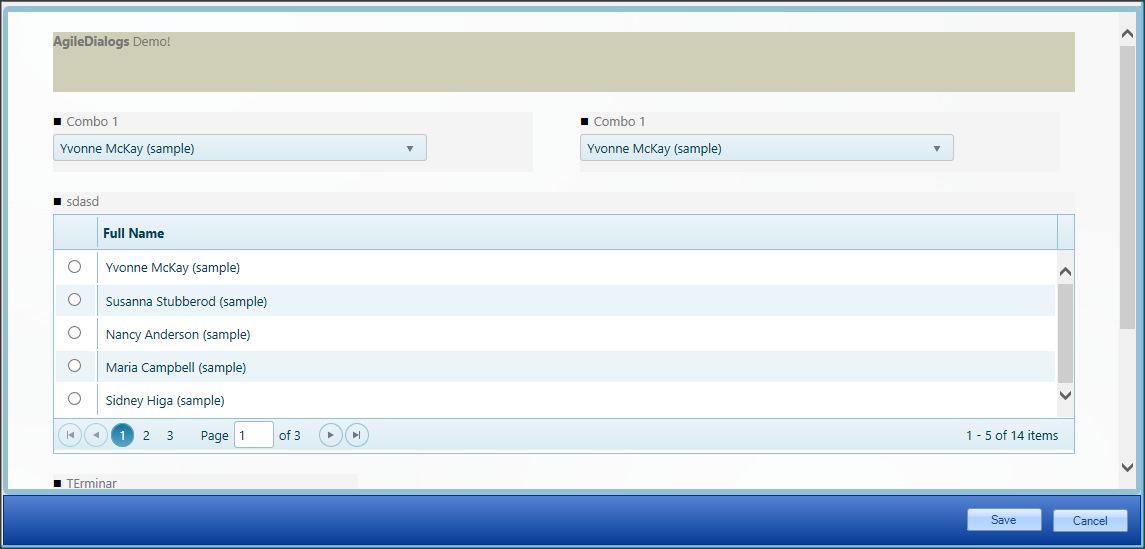 AgileDialogs Demo!
Combo 1
Combo 1
Yvonne McKay (sample)
Yvonne McKay (sample)
sdasd
Full Name
Yvonne McKay (sample)
Susanna Stubberod (sample)
Nancy Anderson (sample)
Maria Campbell (sample)
Sidney Higa (sample)
1 2 3 Page 1 of 3 1 - 5 of 14 items
TErminar
Save Cancel